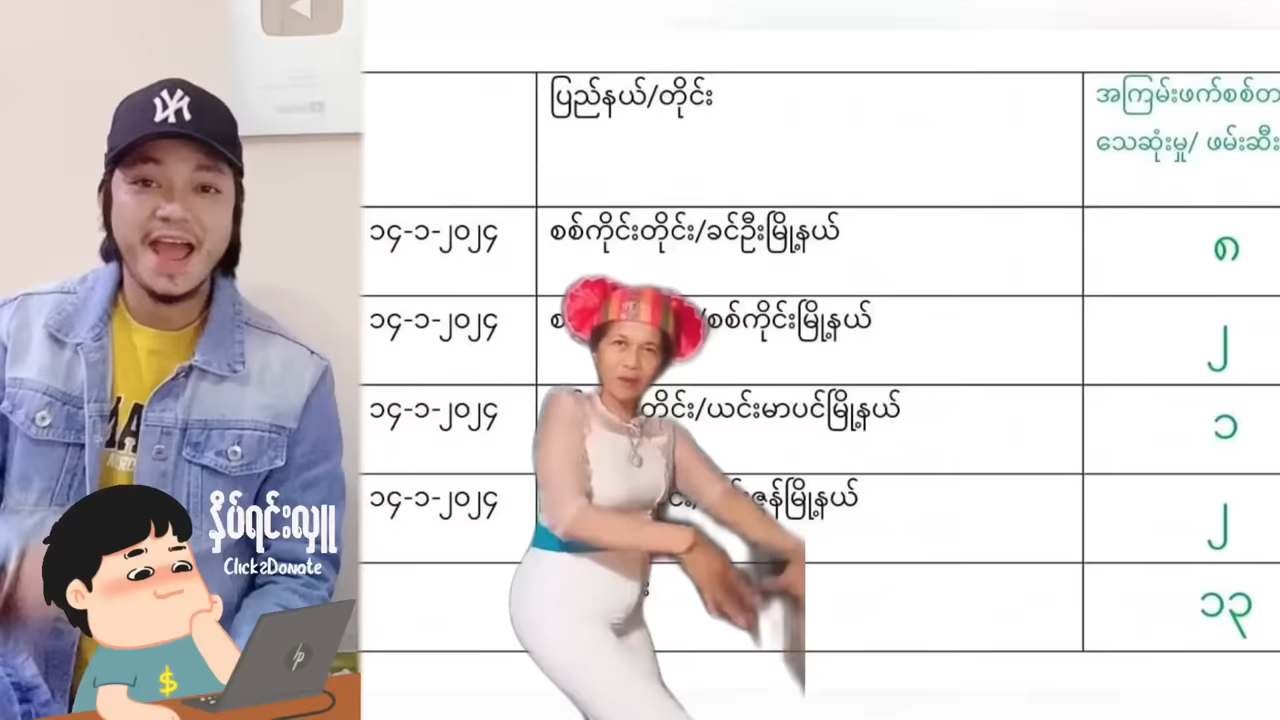 ပြည်နယ်/တိုင်း
အကြမ်းဖက်စစ်တ
သေဆုံးမှု/ ဖမ်းဆီး
၁၄-၁-၂၀၂၄ စစ်ကိုင်းတိုင်း/ခင်ဦးမြို့နယ် ၈
၁၄-၁-၂၀၂၄ စ /စစ်ကိုင်းမြို့နယ် ၂
၁၄-၁-၂၀၂၄ တိုင်း/ယင်းမာပင်မြို့နယ် ၁
၁၄-၁-၂၀၂၄ ဇွန်မြို့နယ် ၂
၁၃
နှိပ်ရင်းလှူ
Click2Donate
hp
$